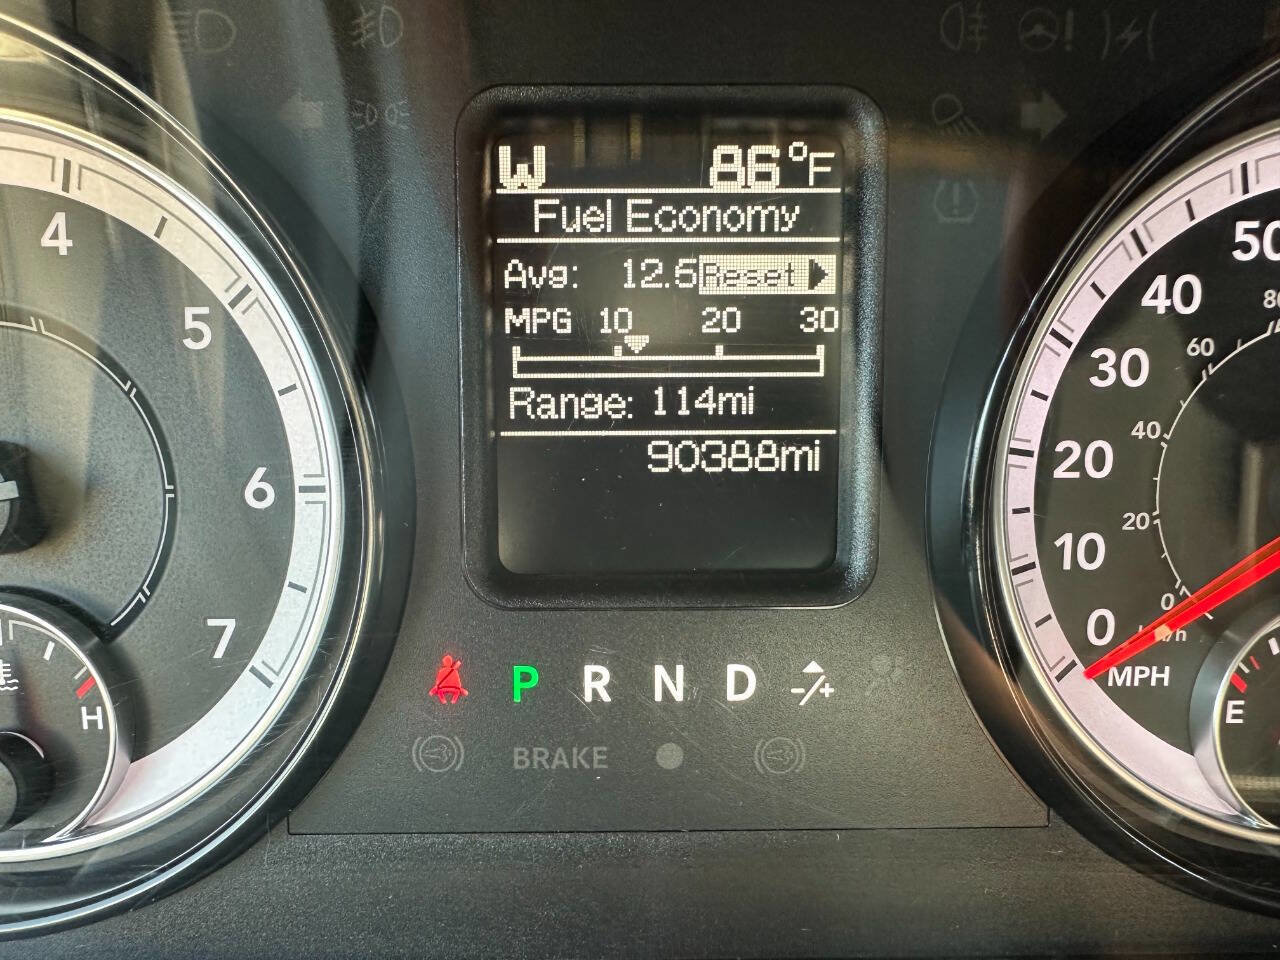 W 86°F
Fuel Economy
Avg: 12.5 Reset
MPG 10 20 30
Range: 114mi
90388mi
4
5
6
7
H
50
40
30
20
10
0
MPH
80
60
40
20
0
km/h
E
P R N D -/+
BRAKE